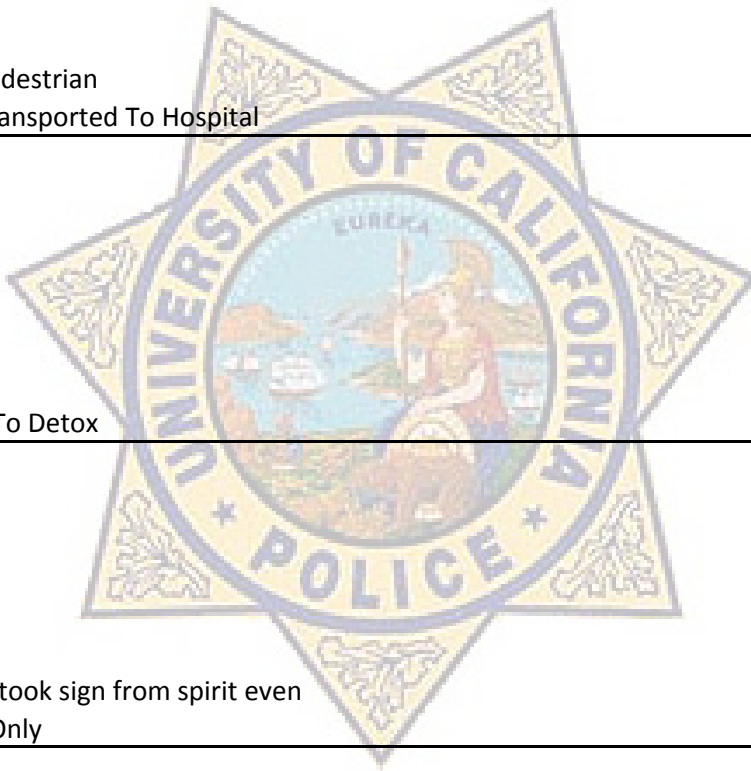 destrian
ansported To Hospital
UNIVERSITY OF CALIFORNIA
EUREKA
To Detox
POLICE
took sign from spirit even
Only